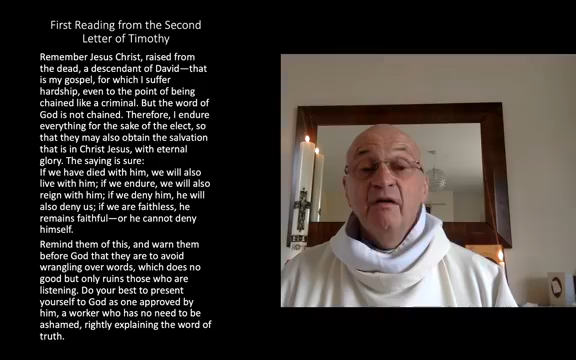 First Reading from the Second
Letter of Timothy
Remember Jesus Christ, raised from
the dead, a descendant of David—that
is my gospel, for which I suffer
hardship, even to the point of being
chained like a criminal. But the word of
God is not chained. Therefore, I endure
everything for the sake of the elect, so
that they may also obtain the salvation
that is in Christ Jesus, with eternal
glory. The saying is sure:
If we have died with him, we will also
live with him; if we endure, we will also
reign with him; if we deny him, he will
also deny us; if we are faithless, he
remains faithful—or he cannot deny
himself.
Remind them of this, and warn them
before God that they are to avoid
wrangling over words, which does no
good but only ruins those who are
listening. Do your best to present
yourself to God as one approved by
him, a worker who has no need to be
ashamed, rightly explaining the word of
truth.